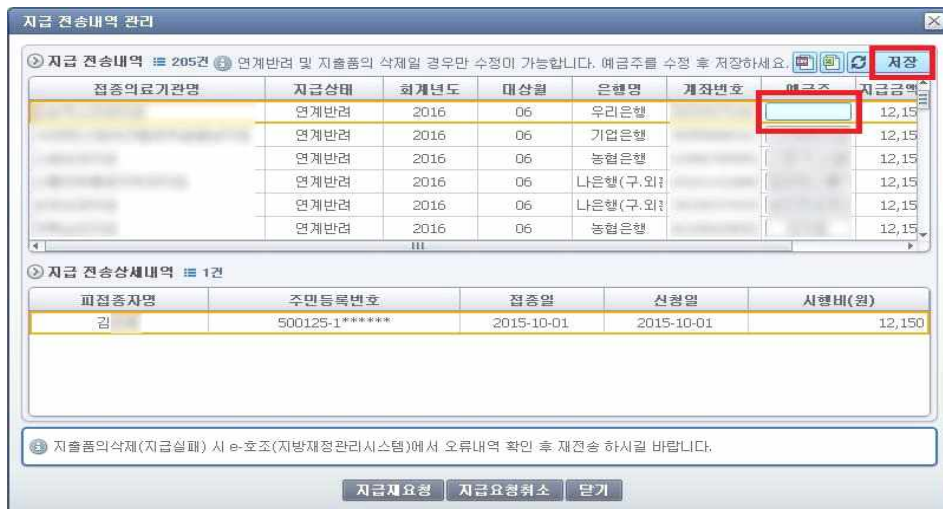 지급 전송내역 관리
지급 전송내역 205건 연계반려 및 지출품의 삭제일 경우만 수정이 가능합니다. 예금주를 수정 후 저장하세요. 저장
접종의료기관명 지급상태 회계년도 대상월 은행명 계좌번호 예금주 지급금액
연계반려 2016 06 우리은행 12,15
연계반려 2016 06 기업은행 12,15
연계반려 2016 06 농협은행 12,15
연계반려 2016 06 나은행(구.외환 12,15
연계반려 2016 06 나은행(구.외환 12,15
연계반려 2016 06 농협은행 12,15
지급 전송상세내역 1건
피접종자명 주민등록번호 접종일 신청일 시행비(원)
김 500125-1****** 2015-10-01 2015-10-01 12,150
지출품의삭제(지급실패) 시 e-호조(지방재정관리시스템)에서 오류내역 확인 후 재전송 하시길 바랍니다.
지급재요청 지급요청취소 닫기